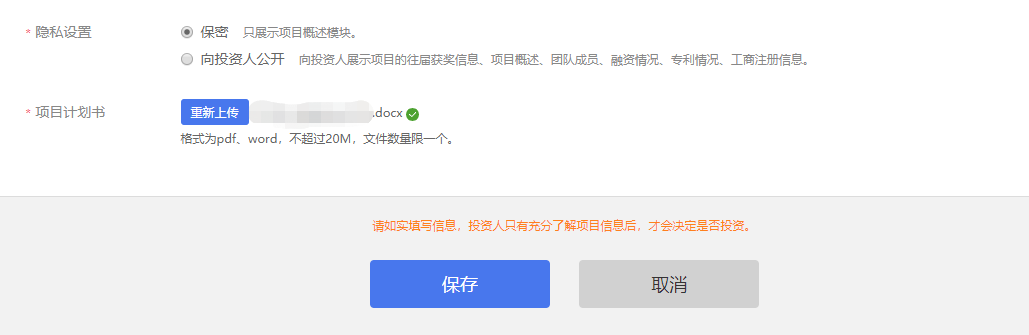 * 隐私设置 保密 只展示项目概述模块。
向投资人公开 向投资人展示项目的往届获奖信息、项目概述、团队成员、融资情况、专利情况、工商注册信息。
* 项目计划书 重新上传 .docx
格式为pdf、word，不超过20M，文件数量限一个。
请如实填写信息，投资人只有充分了解项目信息后，才会决定是否投资。
保存 取消